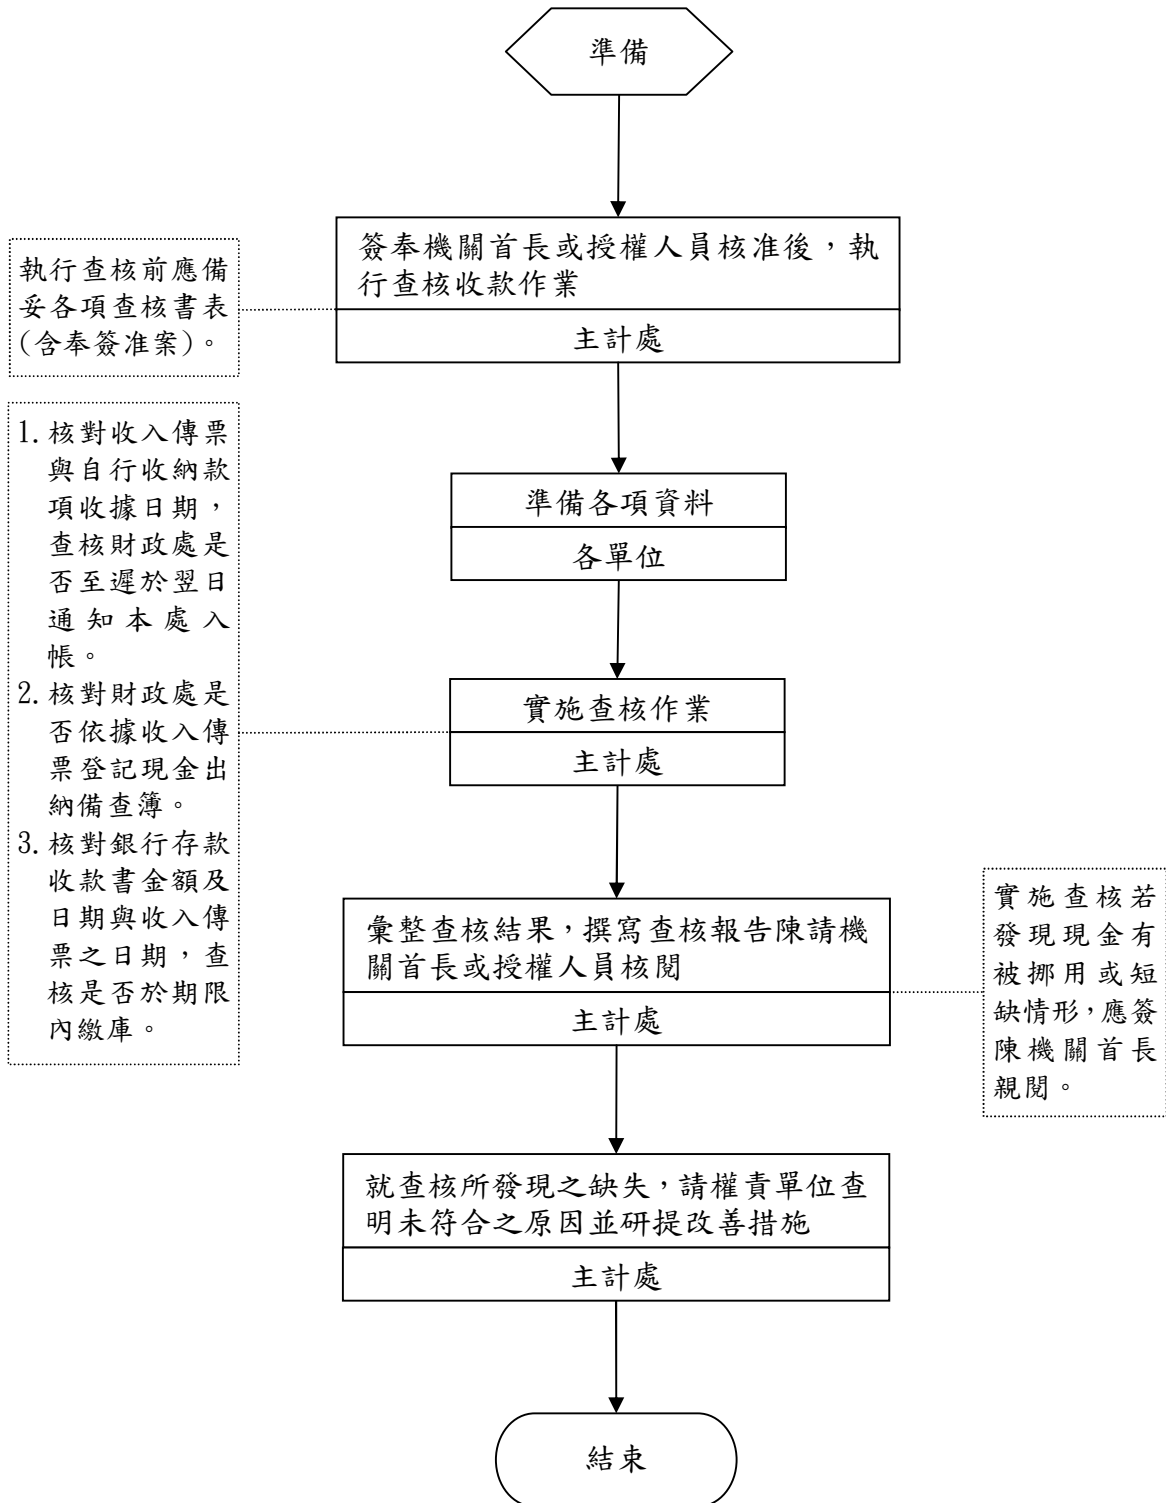 準備
簽奉機關首長或授權人員核准後，執
行查核收款作業
主計處
執行查核前應備
妥各項查核書表
(含奉簽准案)。
準備各項資料
各單位
1. 核對收入傳票
與自行收納款
項收據日期，
查核財政處是
否至遲於翌日
通知本處入
帳。
2. 核對財政處是
否依據收入傳
票登記現金出
納備查簿。
3. 核對銀行存款
收款書金額及
日期與收入傳
票之日期，查
核是否於期限
內繳庫。
實施查核作業
主計處
彙整查核結果，撰寫查核報告陳請機
關首長或授權人員核閱
主計處
實施查核若
發現現金有
被挪用或短
缺情形，應簽
陳機關首長
親閱。
就查核所發現之缺失，請權責單位查
明未符合之原因並研提改善措施
主計處
結束